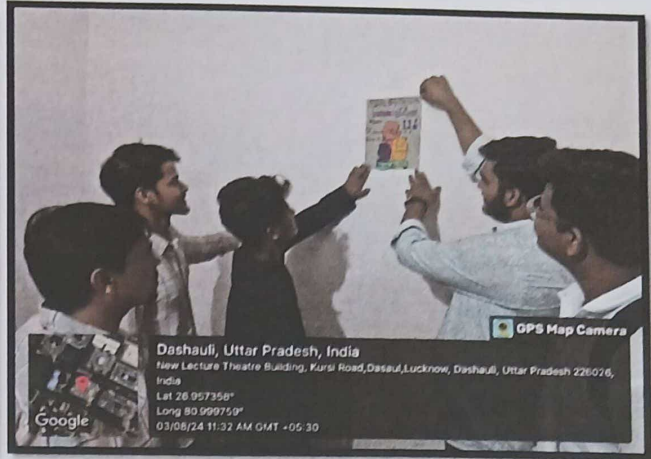 GPS Map Camera
Dashauli, Uttar Pradesh, India
New Lecture Theatre Building, Kursi Road,Dasaul,Lucknow, Dashauli, Uttar Pradesh 226026,
India
Lat 26.957358°
Long 80.999759°
03/08/24 11:32 AM GMT +05:30
Google